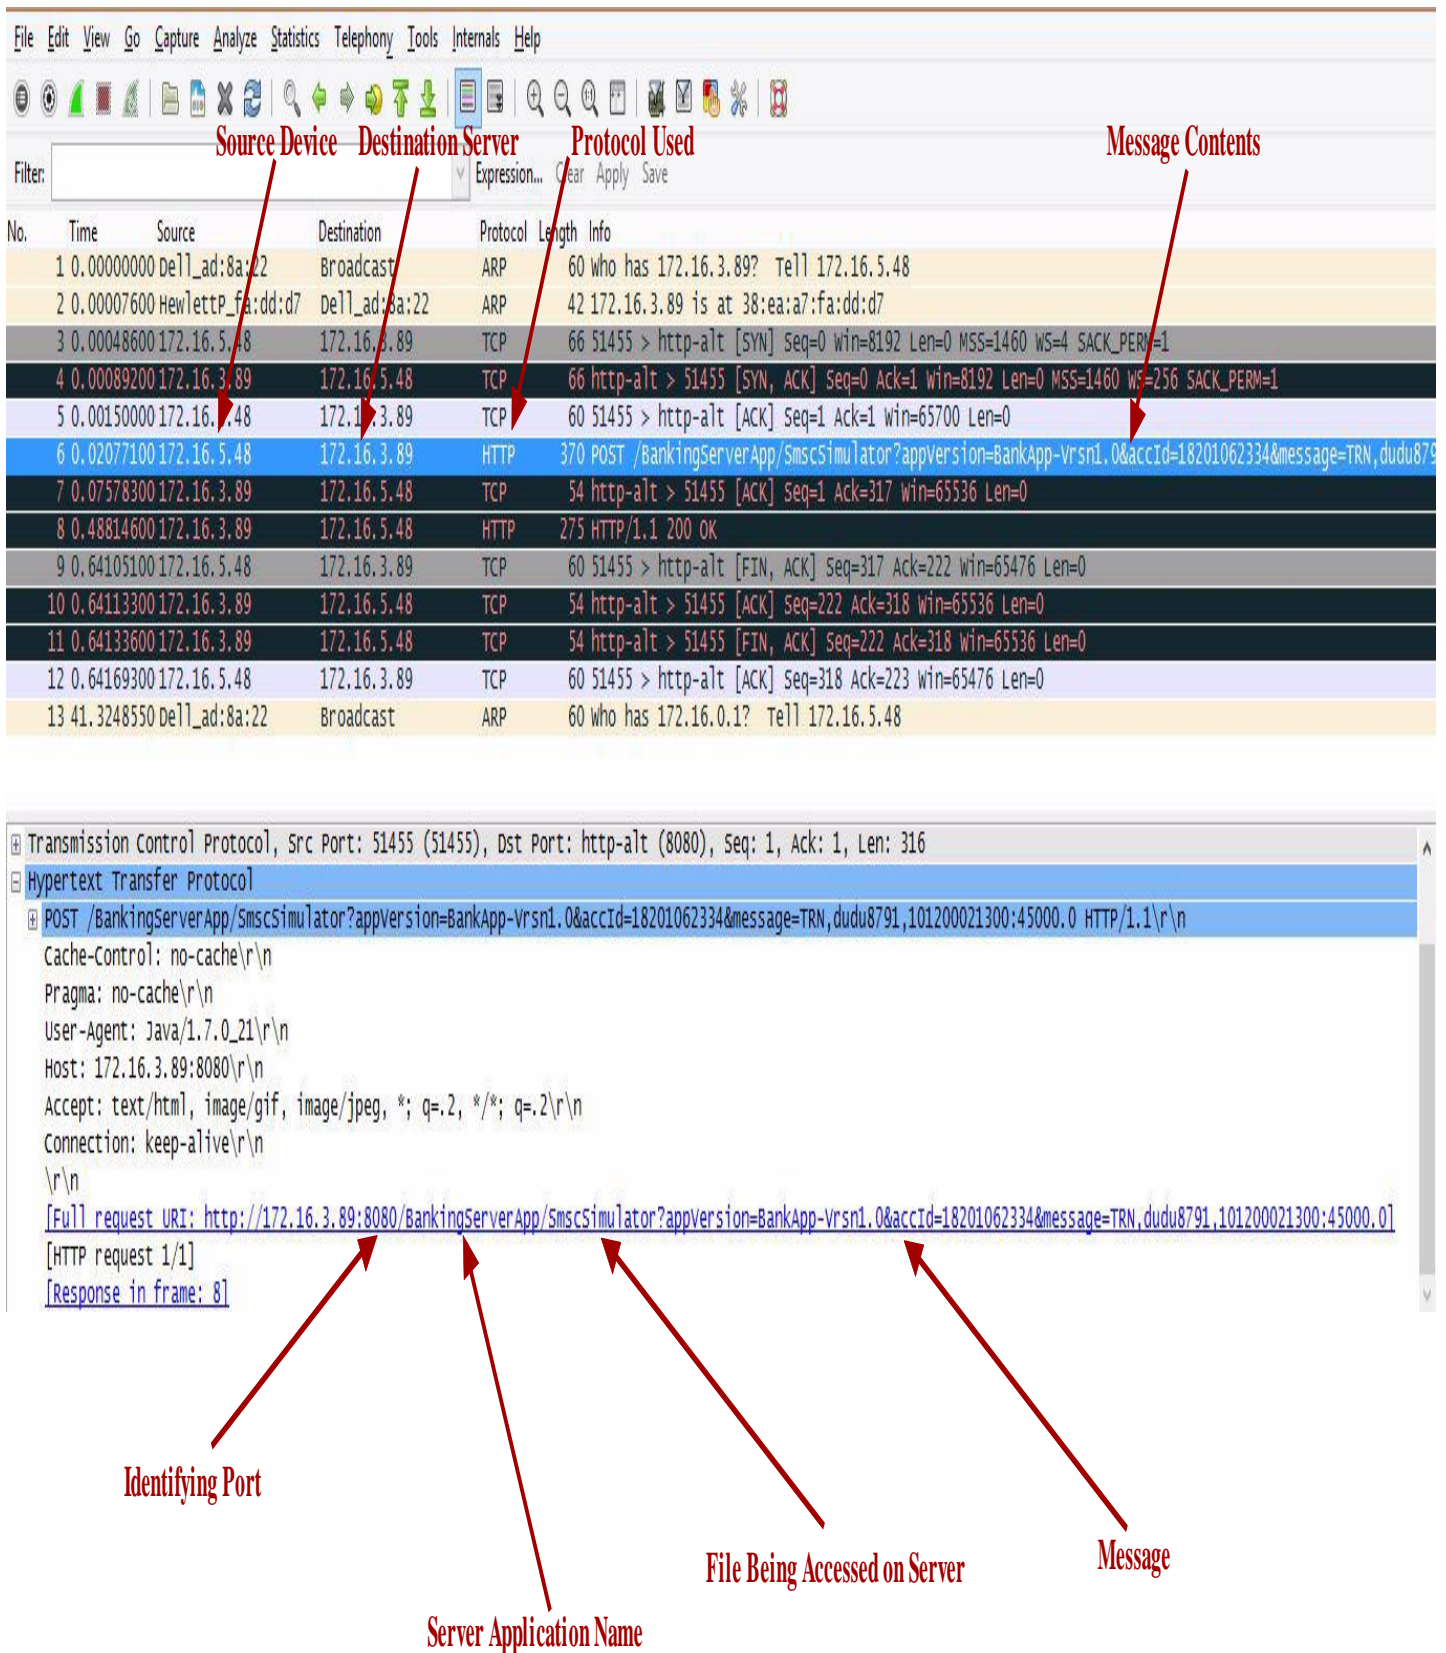 File Edit View Go Capture Analyze Statistics Telephony Tools Internals Help
Source Device Destination Server Protocol Used Message Contents
Filter: Expression... Clear Apply Save
No. Time Source Destination Protocol Length Info
1 0.00000000 Dell_ad:8a:22 Broadcast ARP 60 Who has 172.16.3.89? Tell 172.16.5.48
2 0.00007600 HewlettP_fa:dd:d7 Dell_ad:8a:22 ARP 42 172.16.3.89 is at 38:ea:a7:fa:dd:d7
3 0.00048600 172.16.5.48 172.16.3.89 TCP 66 51455 > http-alt [SYN] Seq=0 Win=8192 Len=0 MSS=1460 WS=4 SACK_PERM=1
4 0.00089200 172.16.3.89 172.16.5.48 TCP 66 http-alt > 51455 [SYN, ACK] Seq=0 Ack=1 Win=8192 Len=0 MSS=1460 WS=256 SACK_PERM=1
5 0.00150000 172.16.5.48 172.16.3.89 TCP 60 51455 > http-alt [ACK] Seq=1 Ack=1 Win=65700 Len=0
6 0.02077100 172.16.5.48 172.16.3.89 HTTP 370 POST /BankingServerApp/SmscSimulator?appVersion=BankApp-Vrsn1.0&accId=18201062334&message=TRN,dudu879
7 0.07578300 172.16.3.89 172.16.5.48 TCP 54 http-alt > 51455 [ACK] Seq=1 Ack=317 Win=65536 Len=0
8 0.48814600 172.16.3.89 172.16.5.48 HTTP 275 HTTP/1.1 200 OK
9 0.64105100 172.16.5.48 172.16.3.89 TCP 60 51455 > http-alt [FIN, ACK] Seq=317 Ack=222 Win=65476 Len=0
10 0.64113300 172.16.3.89 172.16.5.48 TCP 54 http-alt > 51455 [ACK] Seq=222 Ack=318 Win=65536 Len=0
11 0.64133600 172.16.3.89 172.16.5.48 TCP 54 http-alt > 51455 [FIN, ACK] Seq=222 Ack=318 Win=65536 Len=0
12 0.64169300 172.16.5.48 172.16.3.89 TCP 60 51455 > http-alt [ACK] Seq=318 Ack=223 Win=65476 Len=0
13 41.3248550 Dell_ad:8a:22 Broadcast ARP 60 Who has 172.16.0.1? Tell 172.16.5.48
Transmission Control Protocol, Src Port: 51455 (51455), Dst Port: http-alt (8080), Seq: 1, Ack: 1, Len: 316
Hypertext Transfer Protocol
POST /BankingServerApp/SmscSimulator?appVersion=BankApp-Vrsn1.0&accId=18201062334&message=TRN,dudu8791,101200021300:45000.0 HTTP/1.1\r\n
Cache-Control: no-cache\r\n
Pragma: no-cache\r\n
User-Agent: Java/1.7.0_21\r\n
Host: 172.16.3.89:8080\r\n
Accept: text/html, image/gif, image/jpeg, *; q=.2, */*; q=.2\r\n
Connection: keep-alive\r\n
\r\n
[Full request URI: http://172.16.3.89:8080/BankingServerApp/SmscSimulator?appVersion=BankApp-Vrsn1.0&accId=18201062334&message=TRN,dudu8791,101200021300:45000.0]
[HTTP request 1/1]
[Response in frame: 8]
Identifying Port
Message
File Being Accessed on Server
Server Application Name